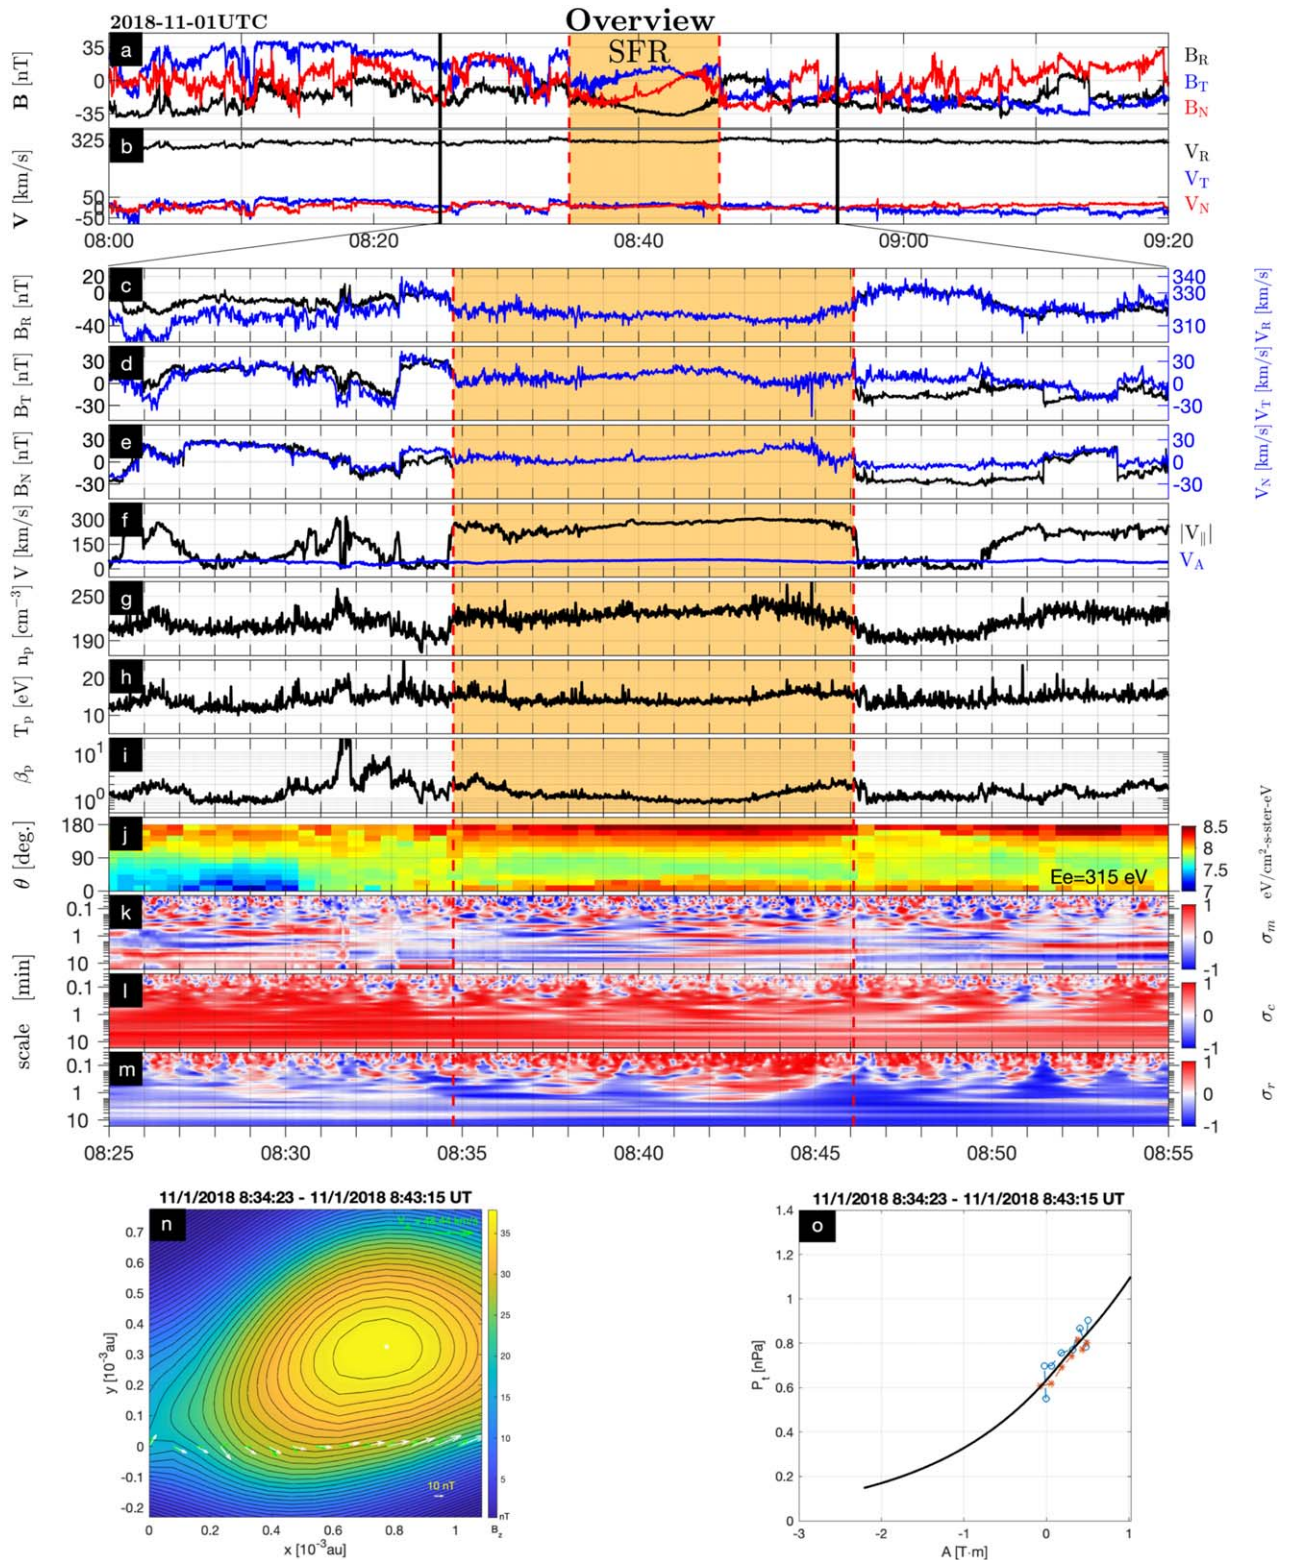 Overview
2018-11-01UTC
a
SFR
B [nT]
35
0
-35
B_R
B_T
B_N
b
V [km/s]
325
50
0
-50
V_R
V_T
V_N
08:00 08:20 08:40 09:00 09:20
c
B_R [nT]
20
0
-40
340
330
310
V_R [km/s]
d
B_T [nT]
30
0
-30
30
0
-30
V_T [km/s]
e
B_N [nT]
30
0
-30
30
0
-30
V_N [km/s]
f
V [km/s]
300
150
0
|V_∥|
V_A
g
n_p [cm⁻³]
250
190
h
T_p [eV]
20
10
i
β_p
10¹
10⁰
j
θ [deg.]
180
90
0
Ee=315 eV
8.5
8
7.5
7
eV/cm²-s-ster-eV
k
0.1
1
10
1
0
-1
σ_m
l
scale [min]
0.1
1
10
1
0
-1
σ_c
m
0.1
1
10
1
0
-1
σ_r
08:25 08:30 08:35 08:40 08:45 08:50 08:55
11/1/2018 8:34:23 - 11/1/2018 8:43:15 UT
n
y [10⁻³au]
0.7
0.6
0.5
0.4
0.3
0.2
0.1
0
-0.1
-0.2
10 nT
0 0.2 0.4 0.6 0.8 1
x [10⁻³au]
35
30
25
20
15
10
5
nT
B_z
11/1/2018 8:34:23 - 11/1/2018 8:43:15 UT
o
P_t [nPa]
1.4
1.2
1
0.8
0.6
0.4
0.2
0
-3 -2 -1 0 1
A [T·m]